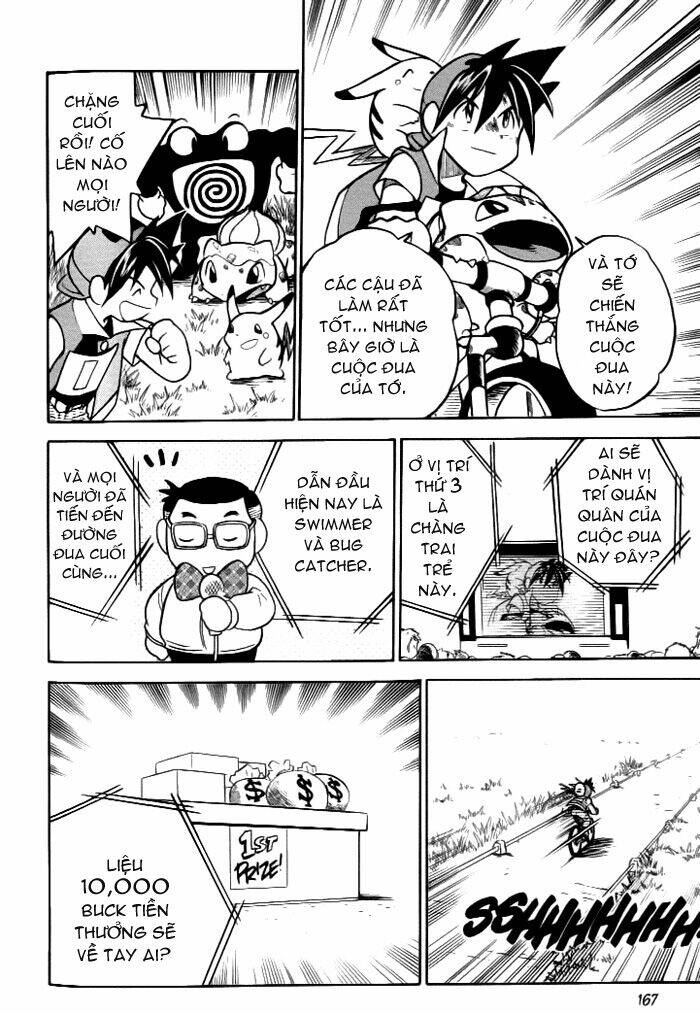 CHẶNG
CUỐI
RỒI! CỐ
LÊN NÀO
MỌI
NGƯỜI!
CÁC CẬU ĐÃ
LÀM RẤT
TỐT... NHƯNG
BÂY GIỜ LÀ
CUỘC ĐUA
CỦA TỚ.
VÀ TỚ
SẼ
CHIẾN
THẮNG
CUỘC
ĐUA
NÀY!
VÀ MỌI
NGƯỜI ĐÃ
TIẾN ĐẾN
ĐƯỜNG
ĐUA CUỐI
CÙNG...
DẪN ĐẦU
HIỆN NAY LÀ
SWIMMER
VÀ BUG
CATCHER.
Ở VỊ TRÍ
THỨ 3
LÀ
CHÀNG
TRAI
TRẺ
NÀY.
AI SẼ
DÀNH VỊ
TRÍ QUÁN
QUÂN CỦA
CUỘC ĐUA
NÀY ĐÂY?
$ $ $
1ST
PRIZE!
LIỆU
10,000
BUCK TIỀN
THƯỞNG SẼ
VỀ TAY AI?
SSHHHHHHHH
167